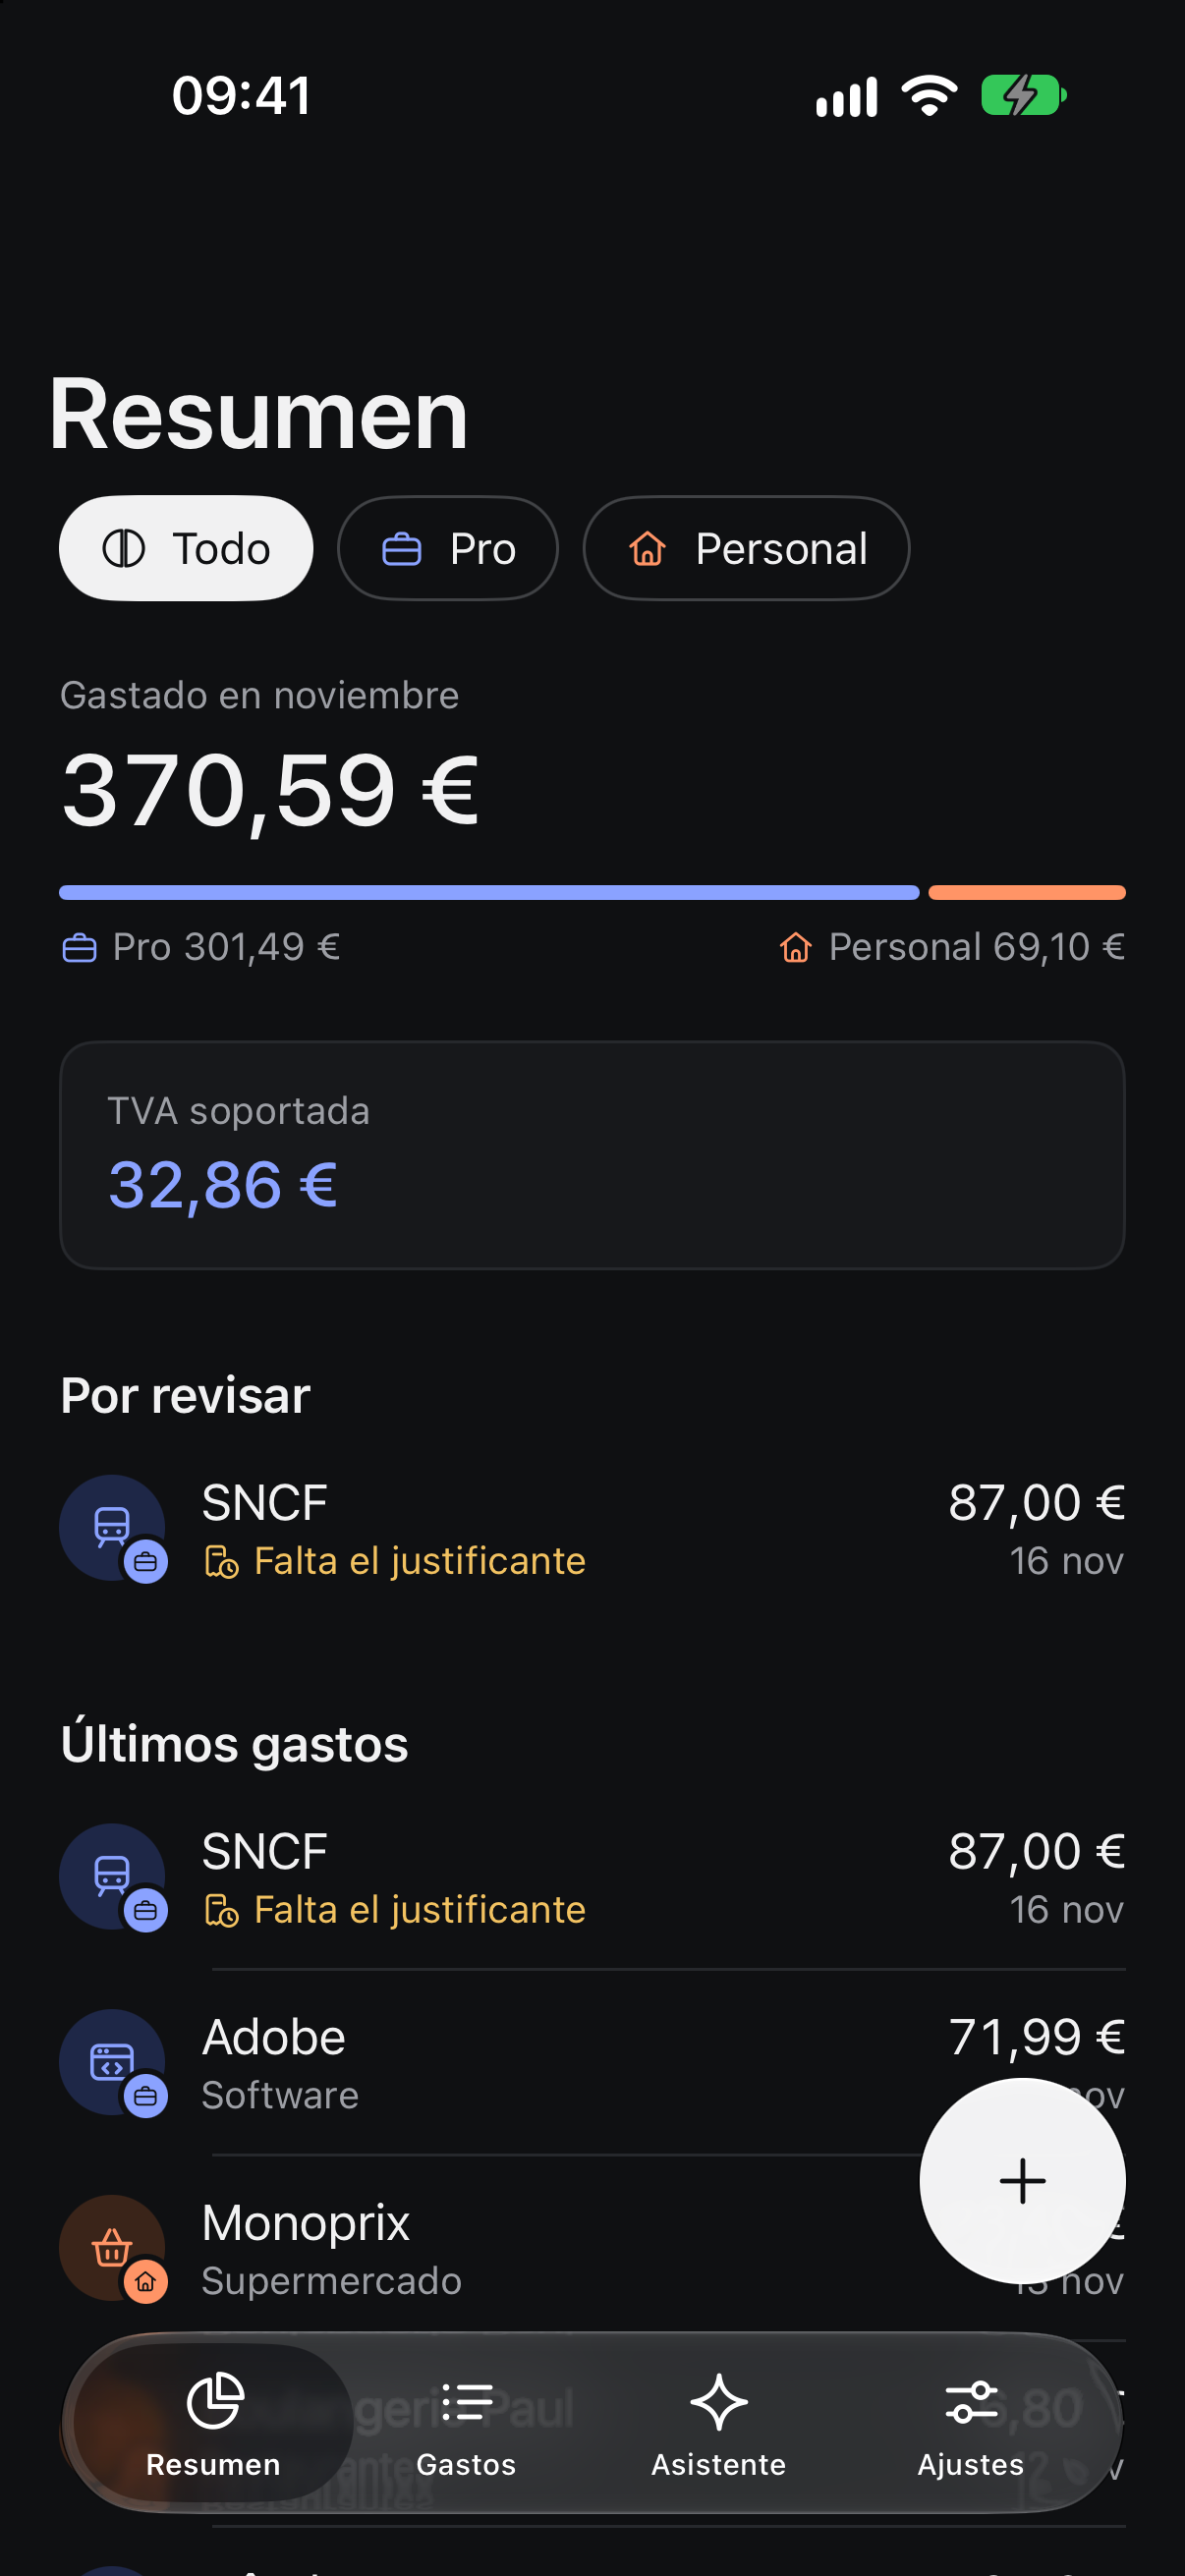 09:41
Resumen
Todo
Pro
Personal
Gastado en noviembre
370,59 €
Pro 301,49 €
Personal 69,10 €
TVA soportada
32,86 €
Por revisar
SNCF
87,00 €
Falta el justificante
16 nov
Últimos gastos
SNCF
87,00 €
Falta el justificante
16 nov
Adobe
71,99 €
Software
Monoprix
Supermercado
nov
Paul
Resumen
Gastos
Asistente
Ajustes